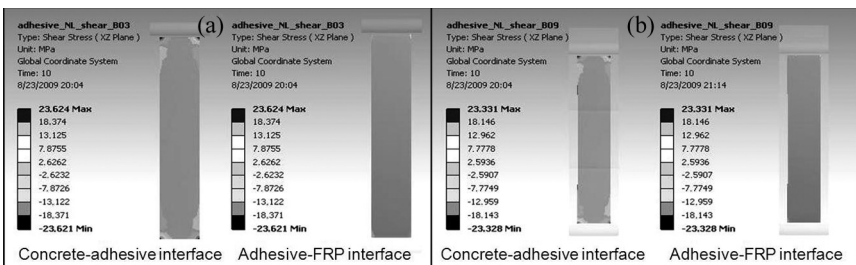 adhesive_NL_shear_B03
Type: Shear Stress ( XZ Plane )
Unit: MPa
Global Coordinate System
Time: 10
8/23/2009 20:04
23.624 Max
18.374
13.125
7.8755
2.6262
-2.6232
-7.8726
-13,122
-18,371
-23.621 Min
Concrete-adhesive interface
(a)
adhesive_NL_shear_B03
Type: Shear Stress ( XZ Plane )
Unit: MPa
Global Coordinate System
Time: 10
8/23/2009 20:04
23.624 Max
18.374
13.125
7.8755
2.6262
-2.6232
-7.8726
-13,122
-18,371
-23.621 Min
Adhesive-FRP interface
adhesive_NL_shear_B09
Type: Shear Stress ( XZ Plane )
Unit: MPa
Global Coordinate System
Time: 10
8/23/2009 20:04
23.331 Max
18.146
12.962
7.7778
2.5936
-2.5907
-7.7749
-12,959
-18.143
-23.328 Min
Concrete-adhesive interface
(b)
adhesive_NL_shear_B09
Type: Shear Stress ( XZ Plane )
Unit: MPa
Global Coordinate System
Time: 10
8/23/2009 21:14
23.331 Max
18.146
12.962
7.7778
2.5936
-2.5907
-7.7749
-12,959
-18.143
-23.328 Min
Adhesive-FRP interface